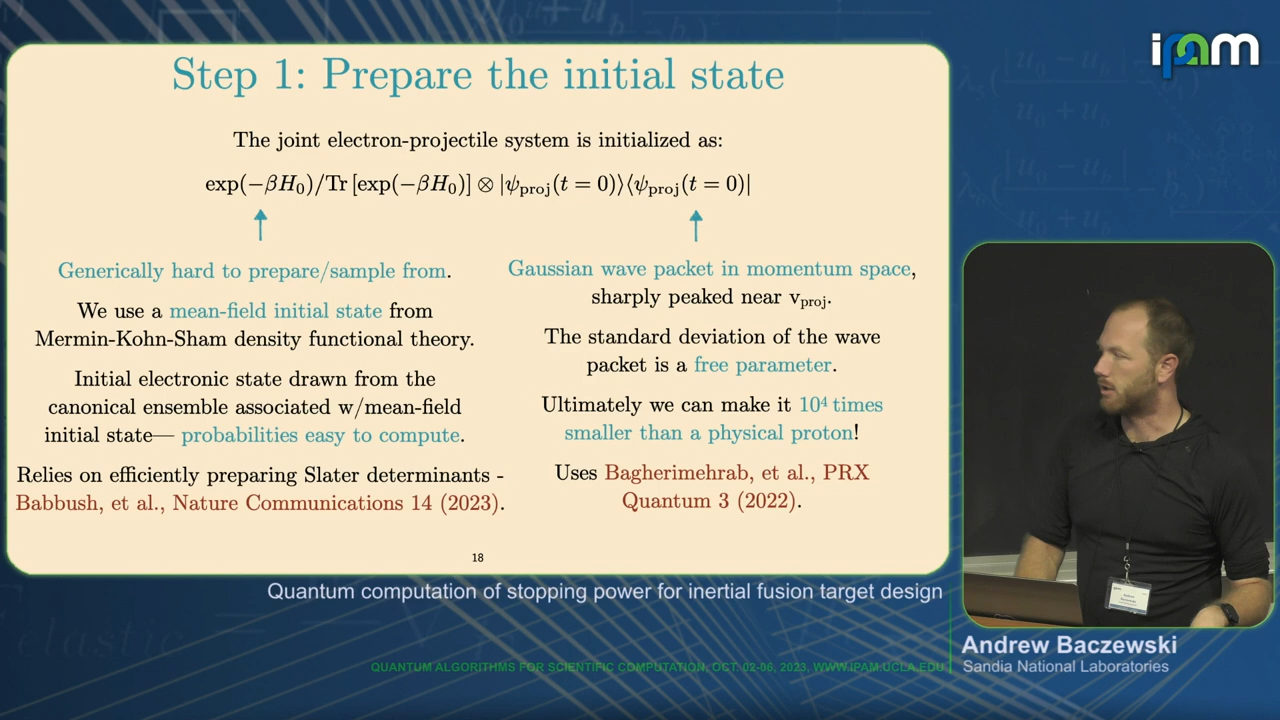 Step 1: Prepare the initial state
The joint electron-projectile system is initialized as:
exp(−βH₀)/Tr [exp(−βH₀)] ⊗ |ψproj(t = 0)⟩⟨ψproj(t = 0)|
Generically hard to prepare/sample from.
We use a mean-field initial state from
Mermin-Kohn-Sham density functional theory.
Initial electronic state drawn from the
canonical ensemble associated w/mean-field
initial state— probabilities easy to compute.
Relies on efficiently preparing Slater determinants -
Babbush, et al., Nature Communications 14 (2023).
Gaussian wave packet in momentum space,
sharply peaked near vproj.
The standard deviation of the wave
packet is a free parameter.
Ultimately we can make it 10⁴ times
smaller than a physical proton!
Uses Bagherimehrab, et al., PRX
Quantum 3 (2022).
18
ipam
Quantum computation of stopping power for inertial fusion target design
Andrew Baczewski
Sandia National Laboratories
QUANTUM ALGORITHMS FOR SCIENTIFIC COMPUTATION, OCT. 02-06, 2023, WWW.IPAM.UCLA.EDU
elastic